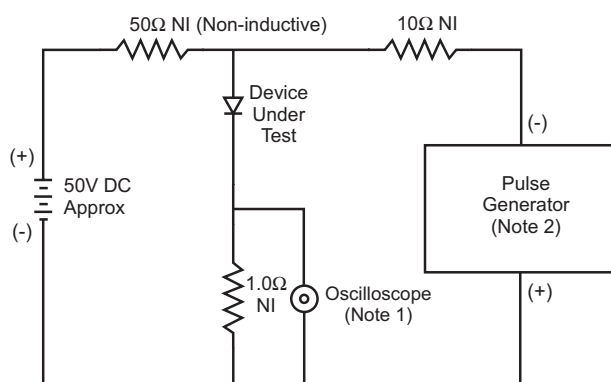 50Ω NI (Non-inductive)
10Ω NI
Device
Under
Test
(+)
50V DC
Approx
(-)
(-)
Pulse
Generator
(Note 2)
(+)
1.0Ω
NI
Oscilloscope
(Note 1)